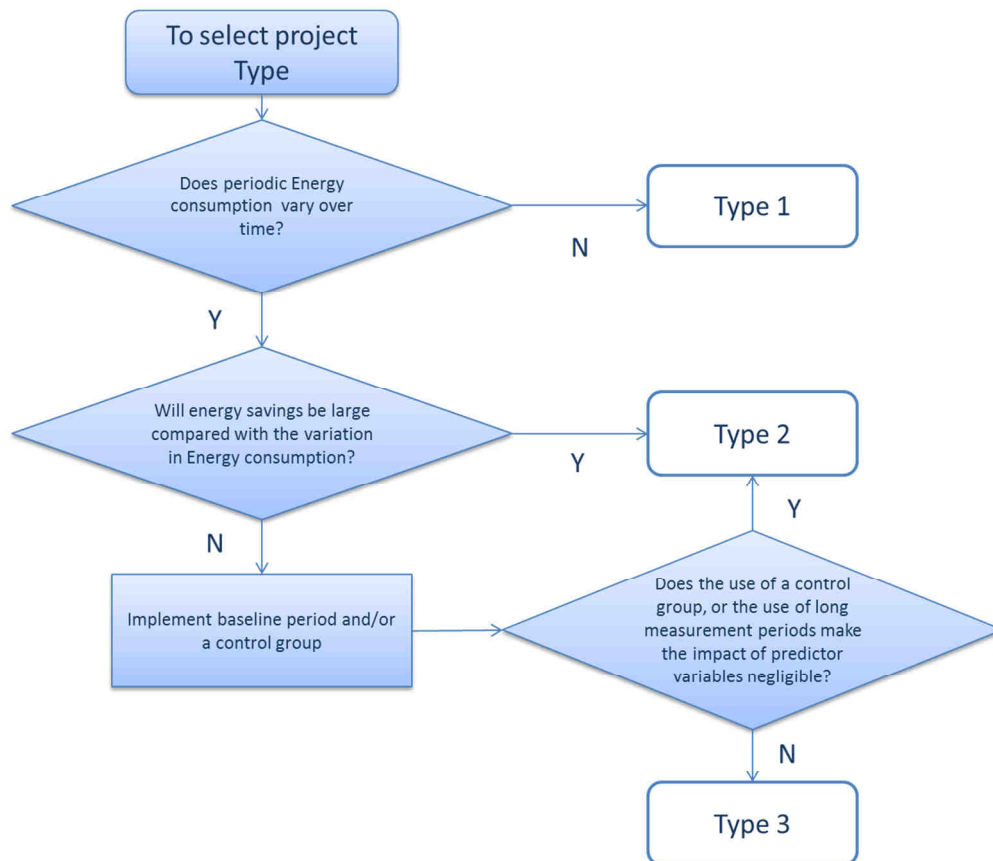 To select project
Type
Does periodic Energy
consumption vary over
time?
Type 1
N
Y
Will energy savings be large
compared with the variation
in Energy consumption?
Type 2
Y
N
Y
Implement baseline period and/or
a control group
Does the use of a control
group, or the use of long
measurement periods make
the impact of predictor
variables negligible?
N
Type 3